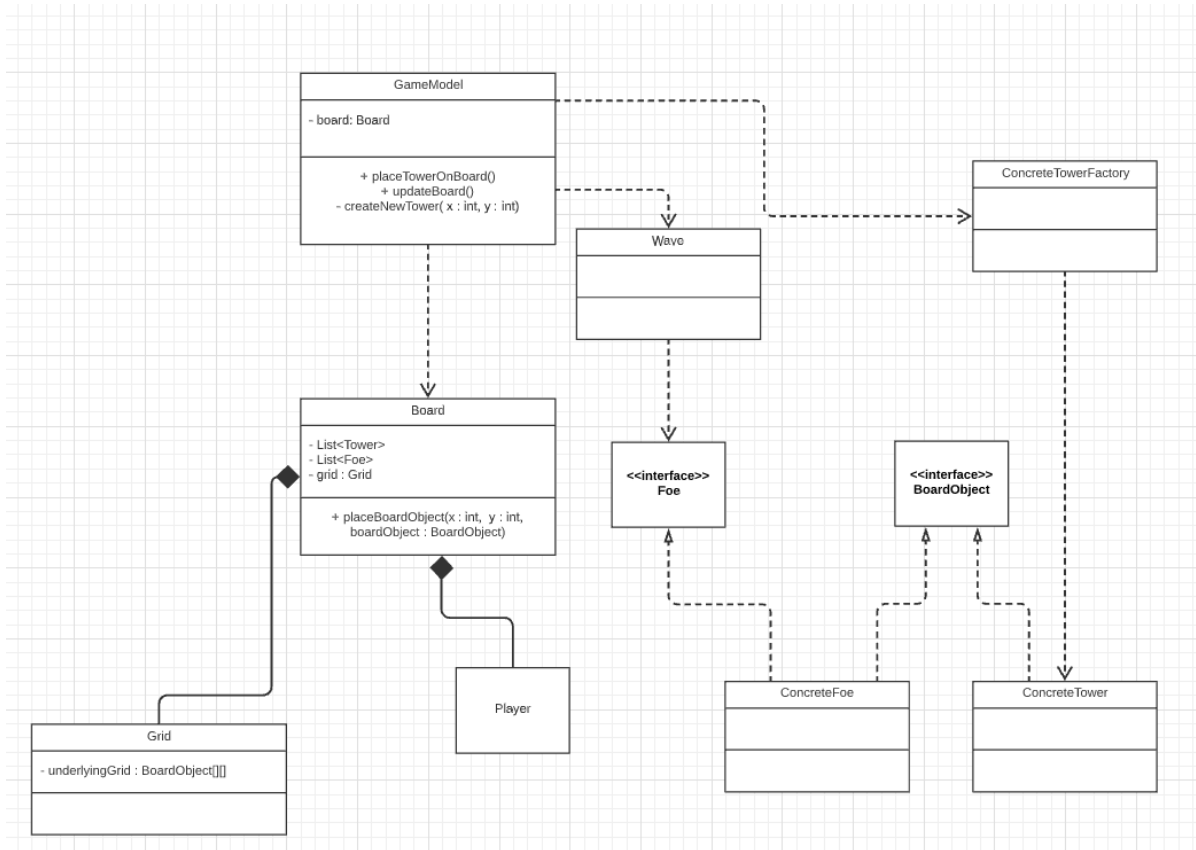 GameModel
- board: Board
+ placeTowerOnBoard()
+ updateBoard()
- createNewTower( x : int, y : int)
ConcreteTowerFactory
Wave
Board
- List<Tower>
- List<Foe>
- grid : Grid
+ placeBoardObject(x : int, y : int,
boardObject : BoardObject)
<<interface>>
Foe
<<interface>>
BoardObject
Player
ConcreteFoe
ConcreteTower
Grid
- underlyingGrid : BoardObject[][]